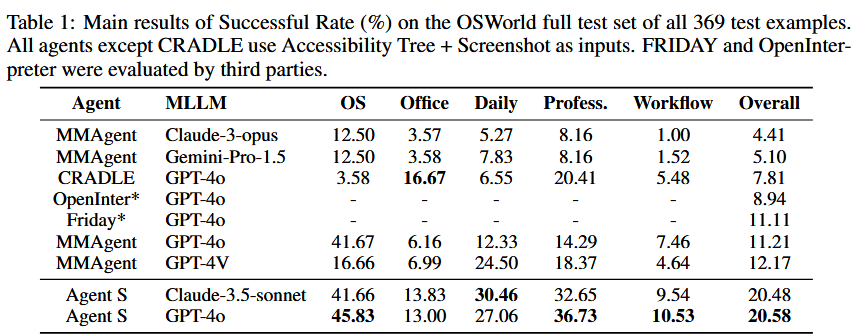 Table 1: Main results of Successful Rate (%) on the OSWorld full test set of all 369 test examples.
All agents except CRADLE use Accessibility Tree + Screenshot as inputs. FRIDAY and OpenInter-
preter were evaluated by third parties.
Agent MLLM OS Office Daily Profess. Workflow Overall
MMAgent Claude-3-opus 12.50 3.57 5.27 8.16 1.00 4.41
MMAgent Gemini-Pro-1.5 12.50 3.58 7.83 8.16 1.52 5.10
CRADLE GPT-4o 3.58 16.67 6.55 20.41 5.48 7.81
OpenInter* GPT-4o - - - - - 8.94
Friday* GPT-4o - - - - - 11.11
MMAgent GPT-4o 41.67 6.16 12.33 14.29 7.46 11.21
MMAgent GPT-4V 16.66 6.99 24.50 18.37 4.64 12.17
Agent S Claude-3.5-sonnet 41.66 13.83 30.46 32.65 9.54 20.48
Agent S GPT-4o 45.83 13.00 27.06 36.73 10.53 20.58